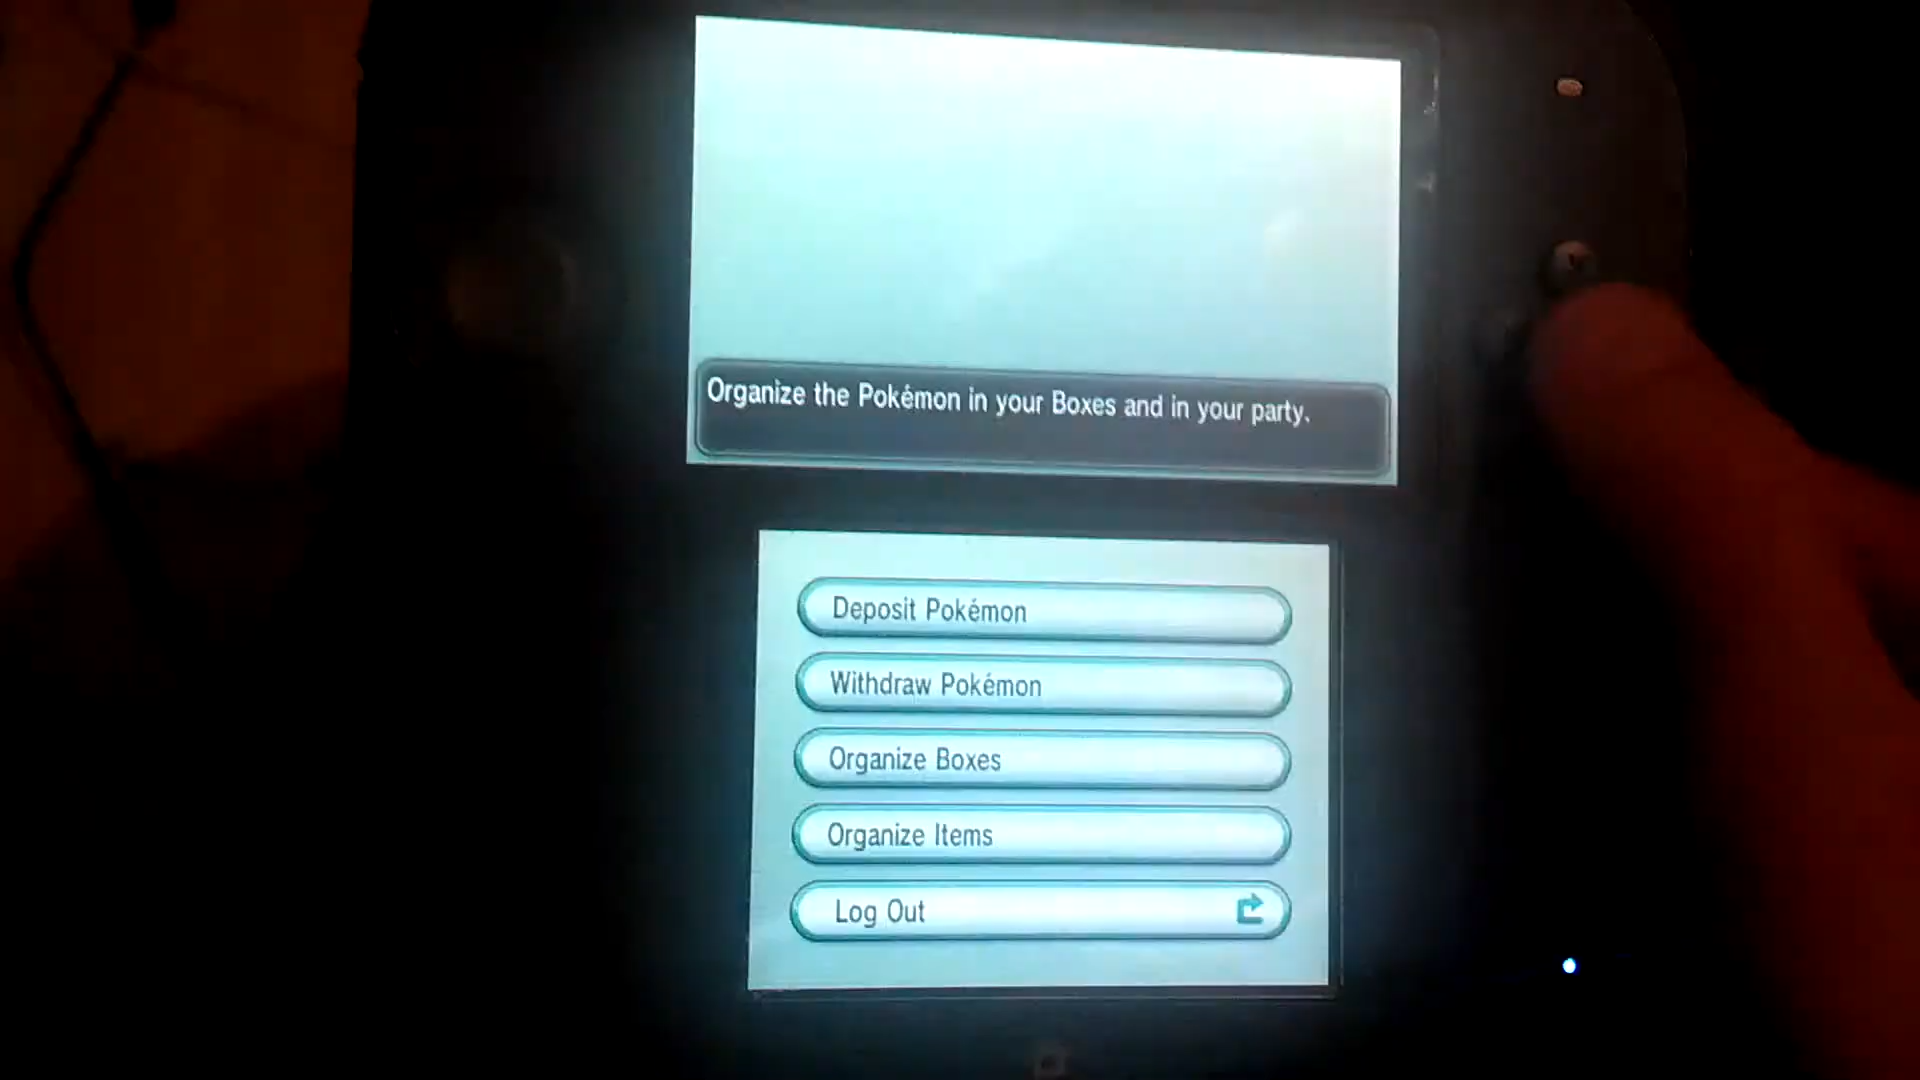 Organize the Pokémon in your Boxes and in your party.
Deposit Pokémon
Withdraw Pokémon
Organize Boxes
Organize Items
Log Out